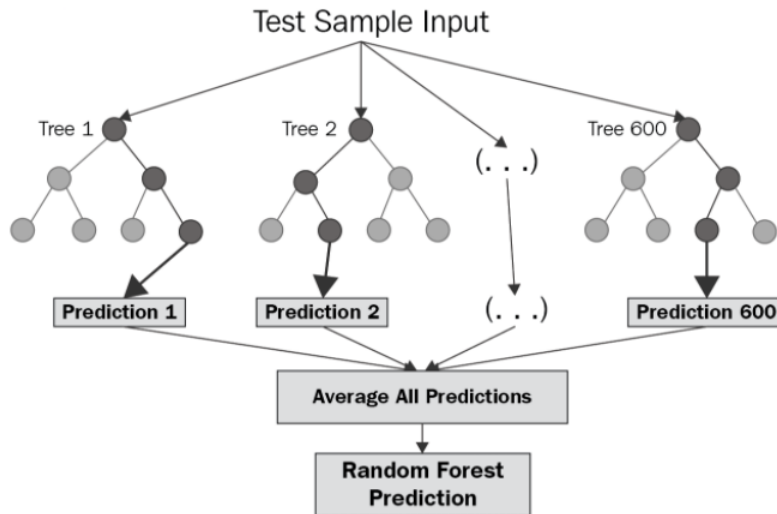 Test Sample Input
Tree 1
Tree 2
Tree 600
(. . .)
Prediction 1
Prediction 2
(. . .)
Prediction 600
Average All Predictions
Random Forest
Prediction